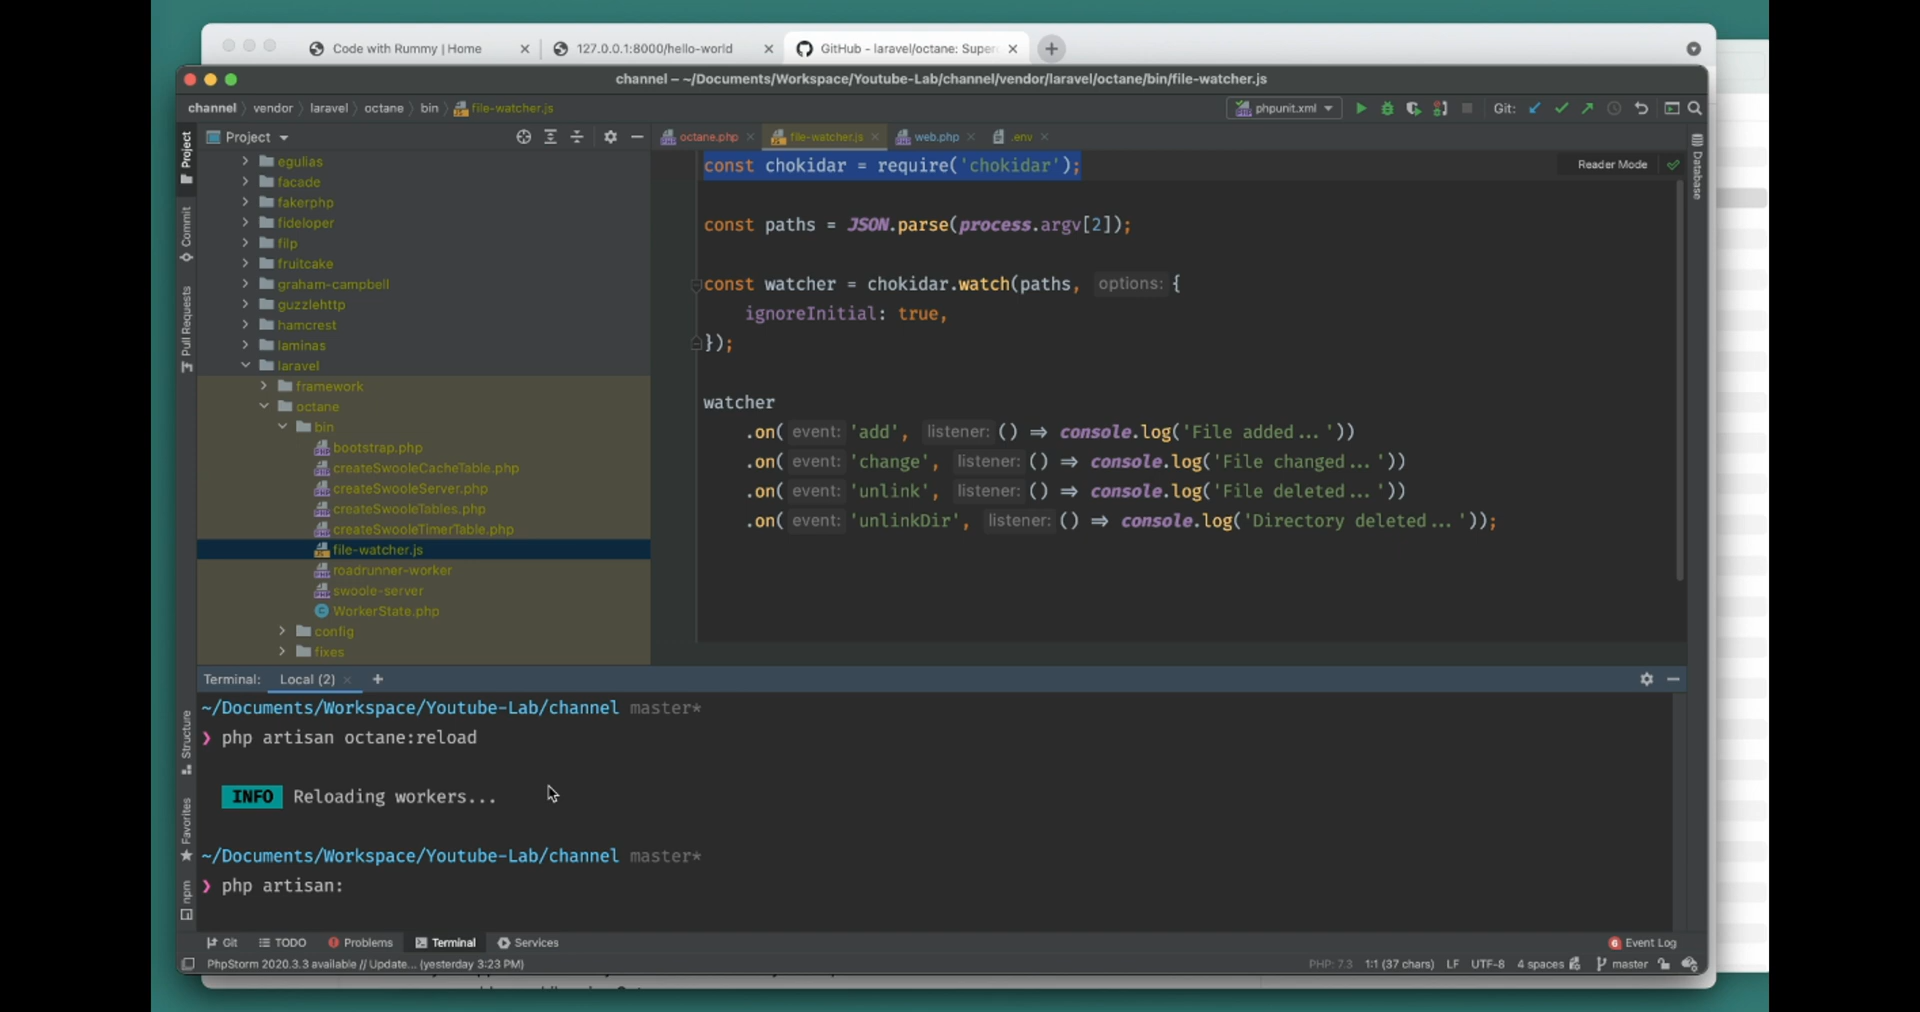 Code with Rummy | Home
127.0.0.1:8000/hello-world
GitHub - laravel/octane: Super
channel – ~/Documents/Workspace/Youtube-Lab/channel/vendor/laravel/octane/bin/file-watcher.js
channel vendor laravel octane bin file-watcher.js
phpunit.xml
Git:
Project
octane.php
file-watcher.js
web.php
.env
Project
Commit
Pull Requests
Structure
Favorites
npm
egulias
facade
fakerphp
fideloper
filp
fruitcake
graham-campbell
guzzlehttp
hamcrest
laminas
laravel
framework
octane
bin
bootstrap.php
createSwooleCacheTable.php
createSwooleServer.php
createSwooleTables.php
createSwooleTimerTable.php
file-watcher.js
roadrunner-worker
swoole-server
WorkerState.php
config
fixes
const chokidar = require('chokidar');
Reader Mode
Database
const paths = JSON.parse(process.argv[2]);
const watcher = chokidar.watch(paths, options: {
ignoreInitial: true,
});
watcher
.on( event: 'add', listener: () => console.log('File added...'))
.on( event: 'change', listener: () => console.log('File changed...'))
.on( event: 'unlink', listener: () => console.log('File deleted...'))
.on( event: 'unlinkDir', listener: () => console.log('Directory deleted...'));
Terminal: Local (2)
~/Documents/Workspace/Youtube-Lab/channel master*
❯ php artisan octane:reload
INFO Reloading workers...
~/Documents/Workspace/Youtube-Lab/channel master*
❯ php artisan:
Git TODO Problems Terminal Services
6 Event Log
PhpStorm 2020.3.3 available // Update... (yesterday 3:23 PM)
PHP: 7.3 1:1 (37 chars) LF UTF-8 4 spaces master